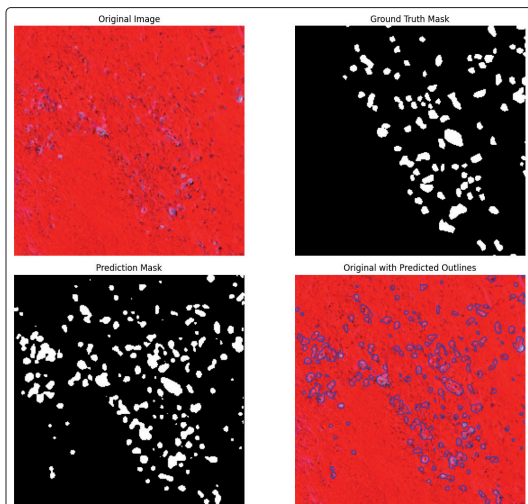 Original Image
Ground Truth Mask
Prediction Mask
Original with Predicted Outlines